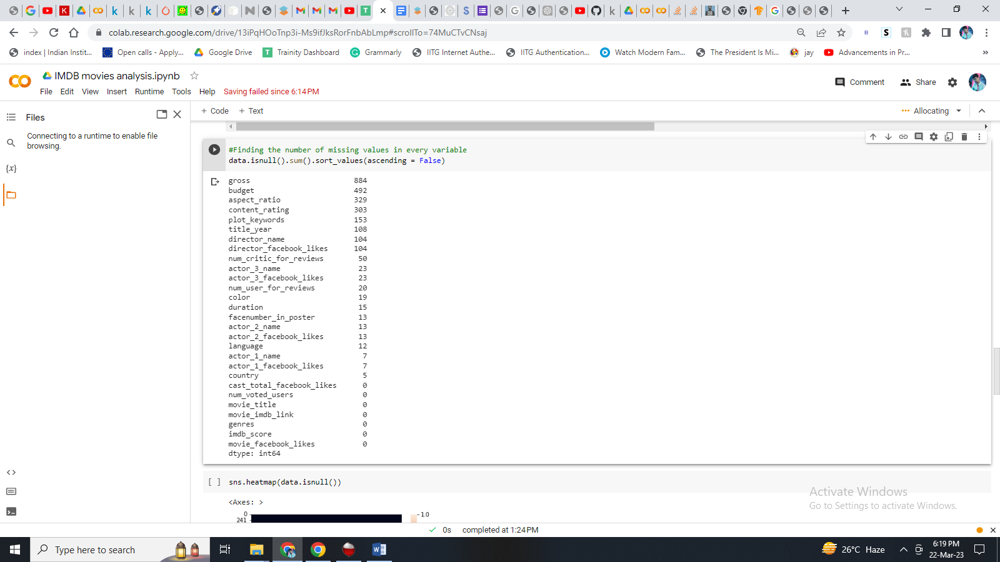 colab.research.google.com/drive/13iPqHOoTnp3i-Ms9ifJksRorFnbAbLmp#scrollTo=74MuCTvCNsaj
index | Indian Instit... Open calls - Apply... Google Drive Trainity Dashboard Grammarly IITG Internet Authe... IITG Authentication... Watch Modern Fam... The President Is Mi... jay Advancements in Pr... »
IMDB movies analysis.ipynb
Comment Share
File Edit View Insert Runtime Tools Help Saving failed since 6:14 PM
Files
+ Code + Text
Allocating
Connecting to a runtime to enable file
browsing.
{x}
#Finding the number of missing values in every variable
data.isnull().sum().sort_values(ascending = False)
gross 884
budget 492
aspect_ratio 329
content_rating 303
plot_keywords 153
title_year 108
director_name 104
director_facebook_likes 104
num_critic_for_reviews 50
actor_3_name 23
actor_3_facebook_likes 23
num_user_for_reviews 20
color 19
duration 15
facenumber_in_poster 13
actor_2_name 13
actor_2_facebook_likes 13
language 12
actor_1_name 7
actor_1_facebook_likes 7
country 5
cast_total_facebook_likes 0
num_voted_users 0
movie_title 0
movie_imdb_link 0
genres 0
imdb_score 0
movie_facebook_likes 0
dtype: int64
[ ] sns.heatmap(data.isnull())
<Axes: >
0
241
1.0
Activate Windows
Go to Settings to activate Windows.
0s completed at 1:24 PM
Type here to search
26°C Haze
6:19 PM
22-Mar-23